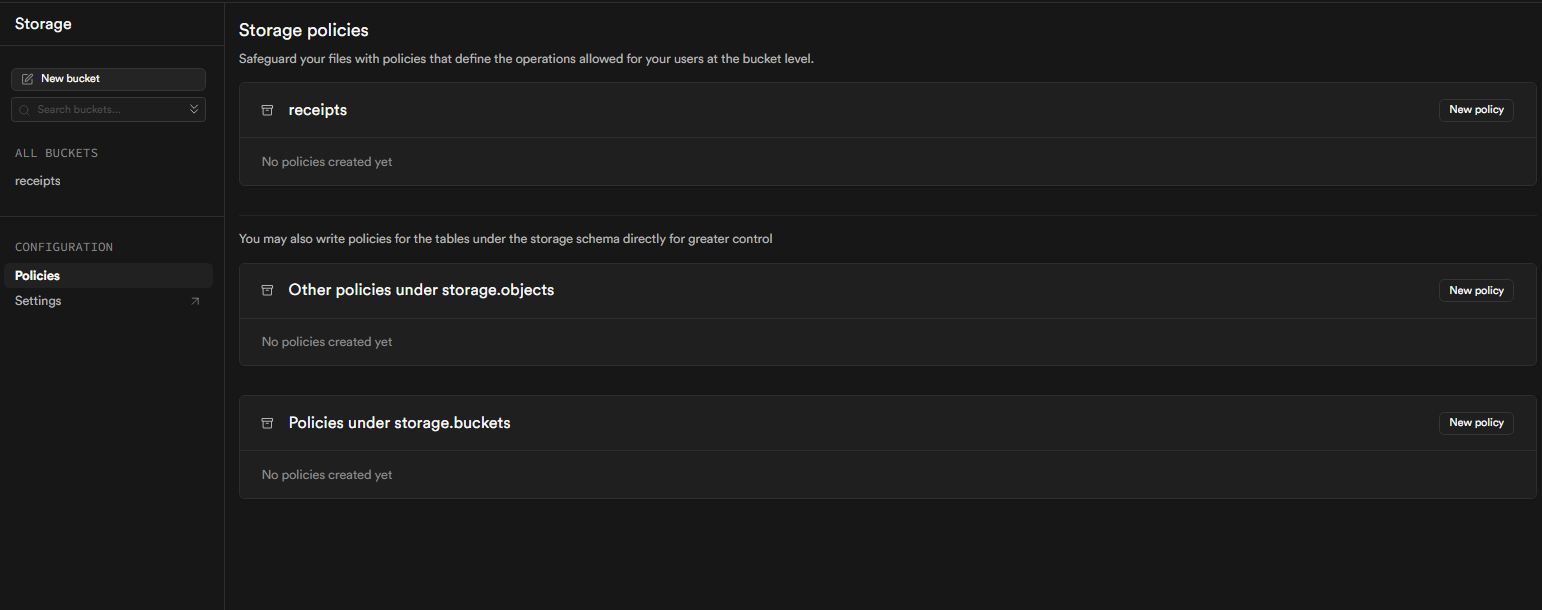 Storage
New bucket
Search buckets...
ALL BUCKETS
receipts
CONFIGURATION
Policies
Settings
Storage policies
Safeguard your files with policies that define the operations allowed for your users at the bucket level.
receipts
New policy
No policies created yet
You may also write policies for the tables under the storage schema directly for greater control
Other policies under storage.objects
New policy
No policies created yet
Policies under storage.buckets
New policy
No policies created yet